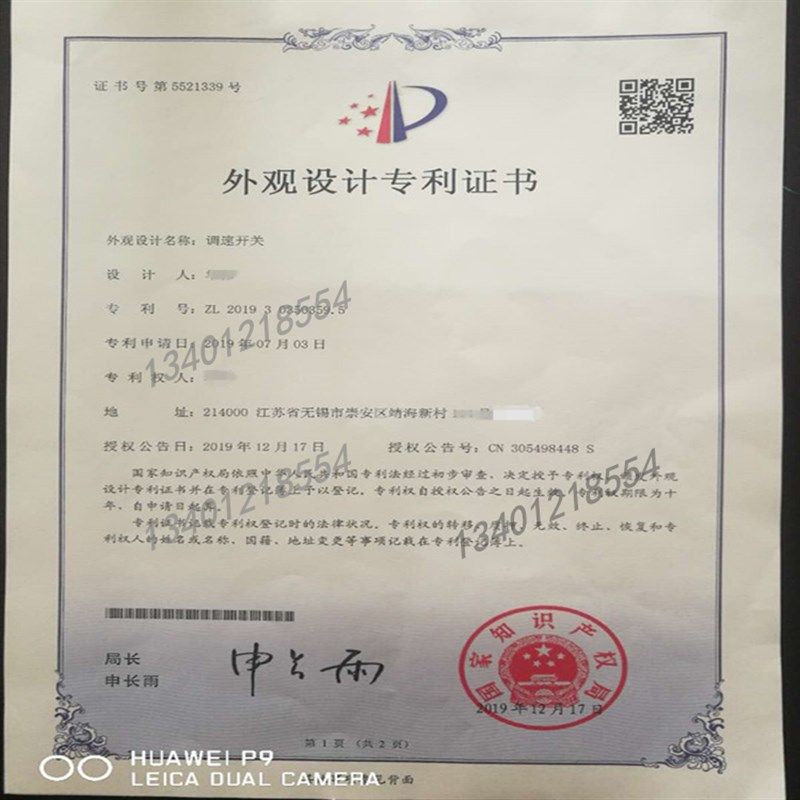 证书号第5521339号
外观设计专利证书
外观设计名称：调速开关
设计人：
专利号：ZL 2019 3 0350359.5
专利申请日：2019年07月03日
专利权人：
地址：214000 江苏省无锡市崇安区靖海新村
授权公告日：2019年12月17日 授权公告号：CN 305498448 S
国家知识产权局依照中华人民共和国专利法经过初步审查，决定授予专利权，外观
设计专利证书并在专利登记簿上予以登记。专利权自授权公告之日起生效。专利权期限为十
年，自申请日起算。
专利证书记载专利权登记时的法律状况。专利权的转移、质押、无效、终止、恢复和专
利权人的姓名或名称、国籍、地址变更等事项记载在专利登记簿上。
13401218554
13401218554
13401218554
局长
申长雨
申长雨
国家知识产权局
2019年12月17日
第1页（共2页）
见背面
HUAWEI P9
LEICA DUAL CAMERA